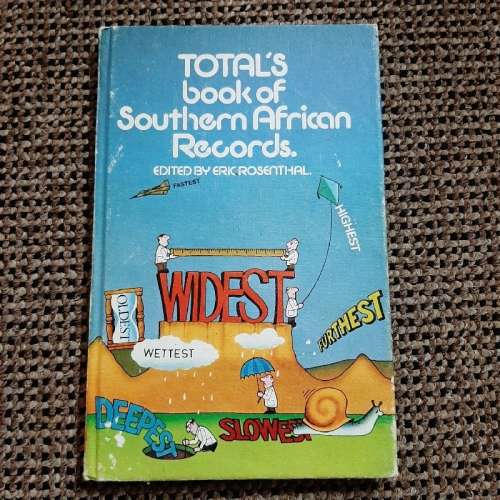 TOTAL'S
book of
Southern African
Records.
EDITED BY ERIC ROSENTHAL.
FASTEST
HIGHEST
WIDEST
OLDEST
FURTHEST
WETTEST
DEEPEST
SLOWEST